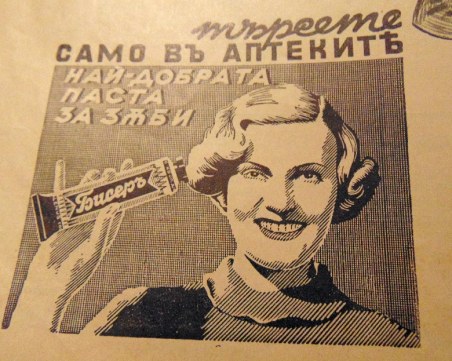 търсете
САМО ВЪ АПТЕКИТѢ
НАЙ-ДОБРАТА
ПАСТА
ЗА ЗѪБИ
Бисеръ